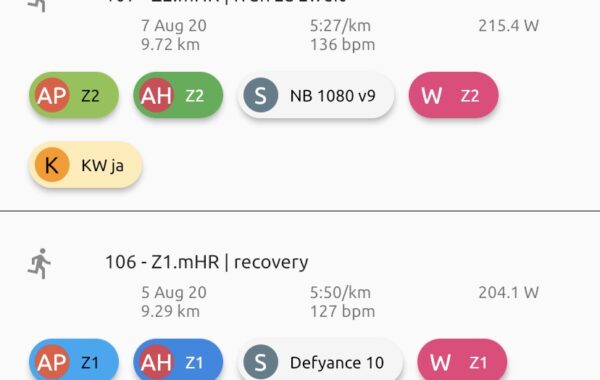 7 Aug 20 5:27/km 215.4 W
9.72 km 136 bpm
AP Z2 AH Z2 S NB 1080 v9 W Z2
K KW ja
106 - Z1.mHR | recovery
5 Aug 20 5:50/km 204.1 W
9.29 km 127 bpm
AP Z1 AH Z1 S Defyance 10 W Z1